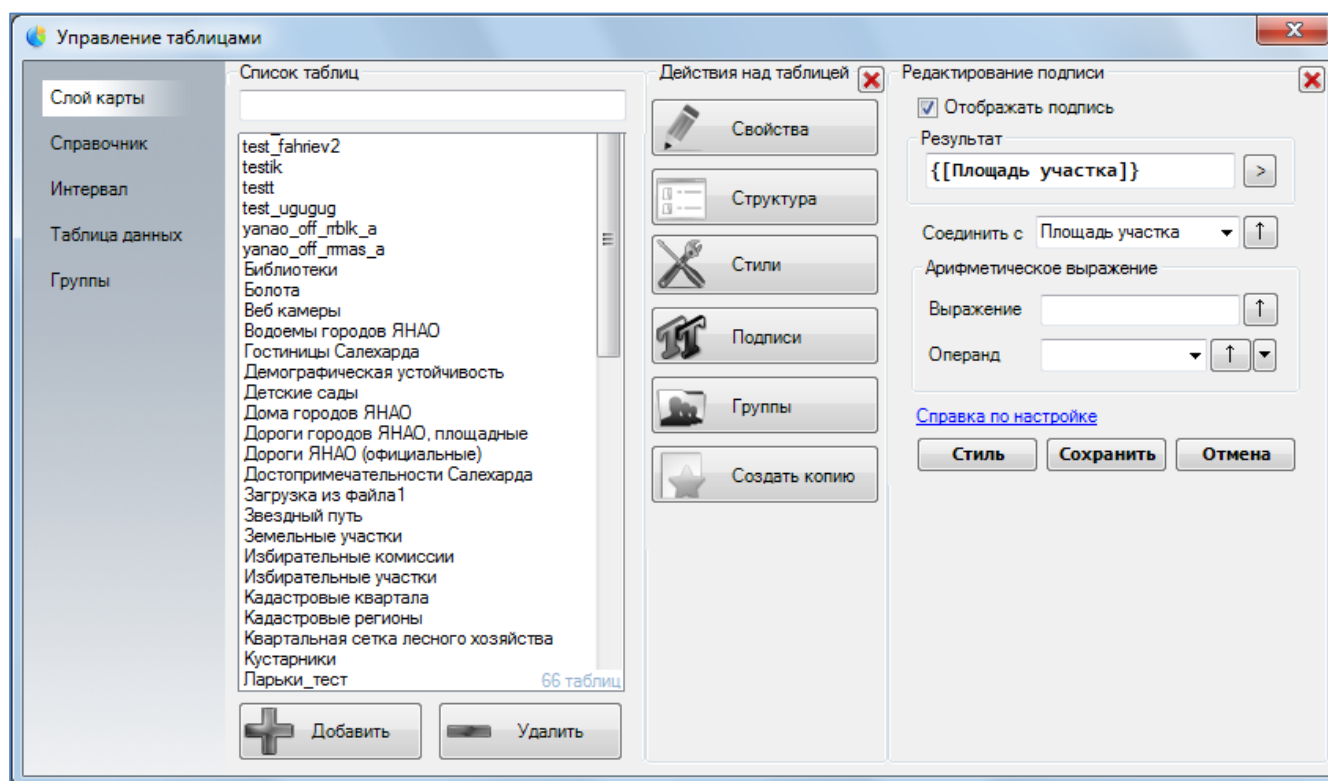 Управление таблицами
Слой карты
Справочник
Интервал
Таблица данных
Группы
Список таблиц
test_fahriev2
testik
testt
test_ugugug
yanao_off_rrblk_a
yanao_off_rrmas_a
Библиотеки
Болота
Веб камеры
Водоемы городов ЯНАО
Гостиницы Салехарда
Демографическая устойчивость
Детские сады
Дома городов ЯНАО
Дороги городов ЯНАО, площадные
Дороги ЯНАО (официальные)
Достопримечательности Салехарда
Загрузка из файла1
Звездный путь
Земельные участки
Избирательные комиссии
Избирательные участки
Кадастровые квартала
Кадастровые регионы
Квартальная сетка лесного хозяйства
Кустарники
Ларьки_тест
66 таблиц
Добавить
Удалить
Действия над таблицей
Свойства
Структура
Стили
Подписи
Группы
Создать копию
Редактирование подписи
Отображать подпись
Результат
{[Площадь участка]} >
Соединить с Площадь участка ↑
Арифметическое выражение
Выражение ↑
Операнд ↑
Справка по настройке
Стиль Сохранить Отмена